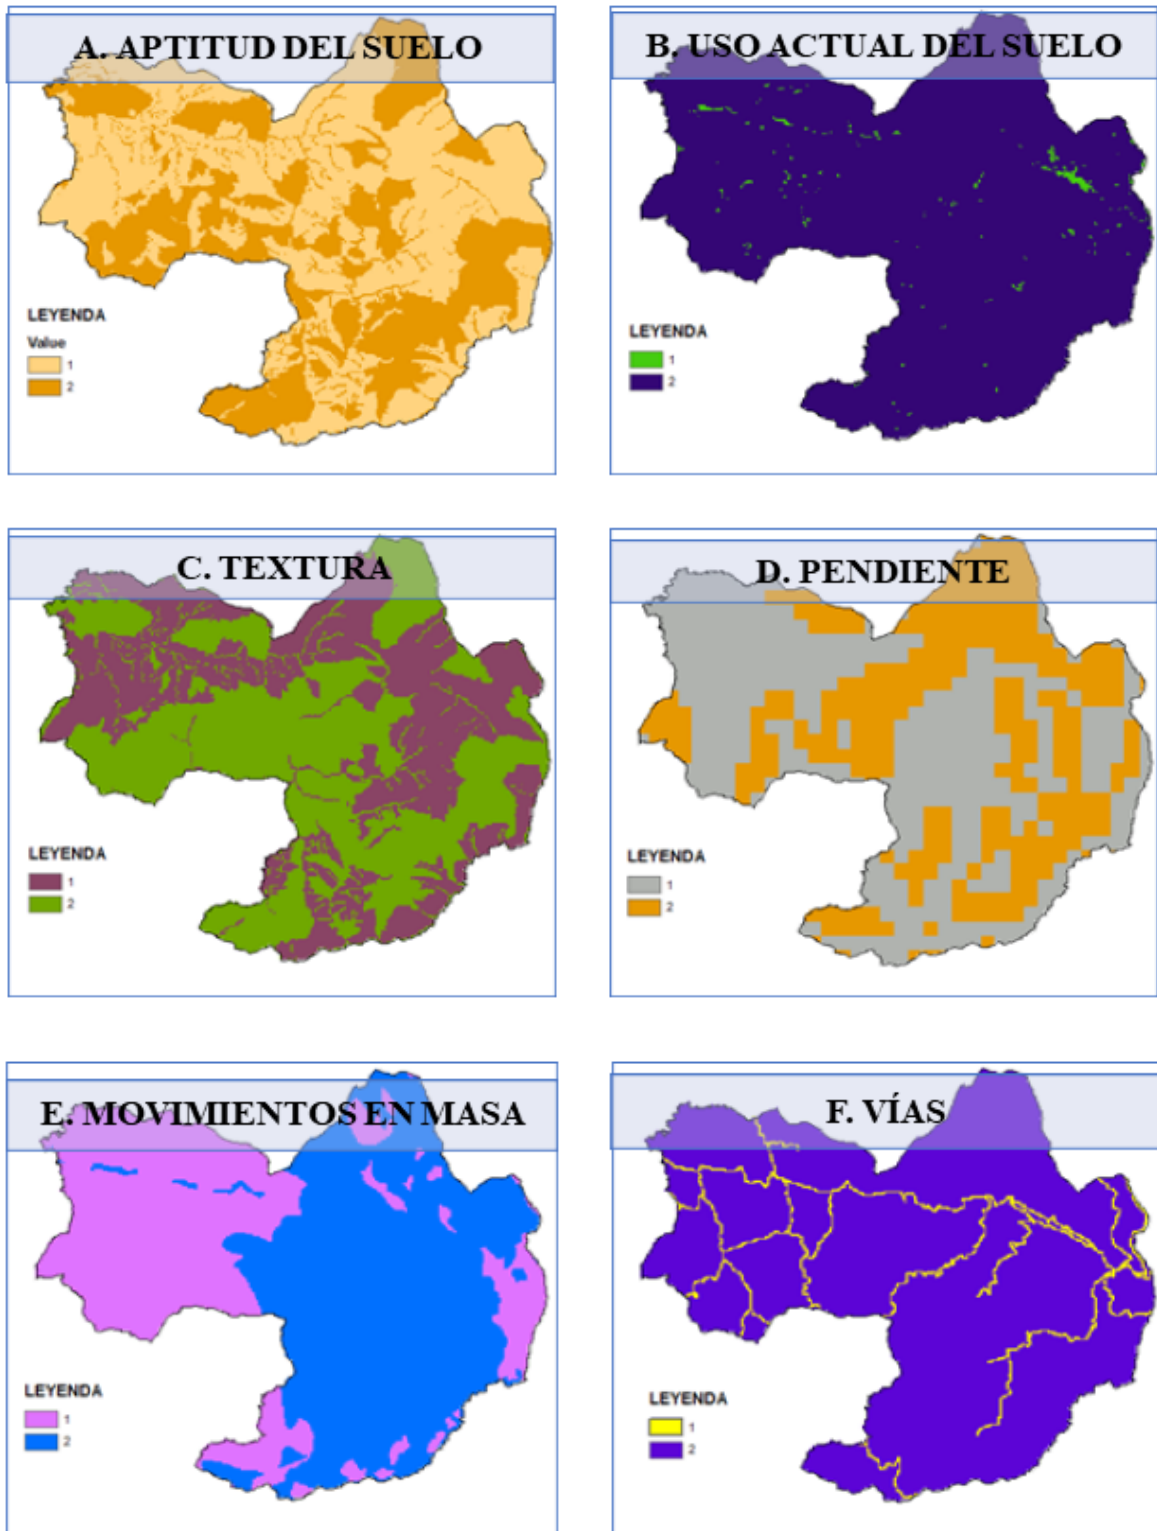 A. APTITUD DEL SUELO
LEYENDA
Value
1
2
B. USO ACTUAL DEL SUELO
LEYENDA
1
2
C. TEXTURA
LEYENDA
1
2
D. PENDIENTE
LEYENDA
1
2
E. MOVIMIENTOS EN MASA
LEYENDA
1
2
F. VÍAS
LEYENDA
1
2